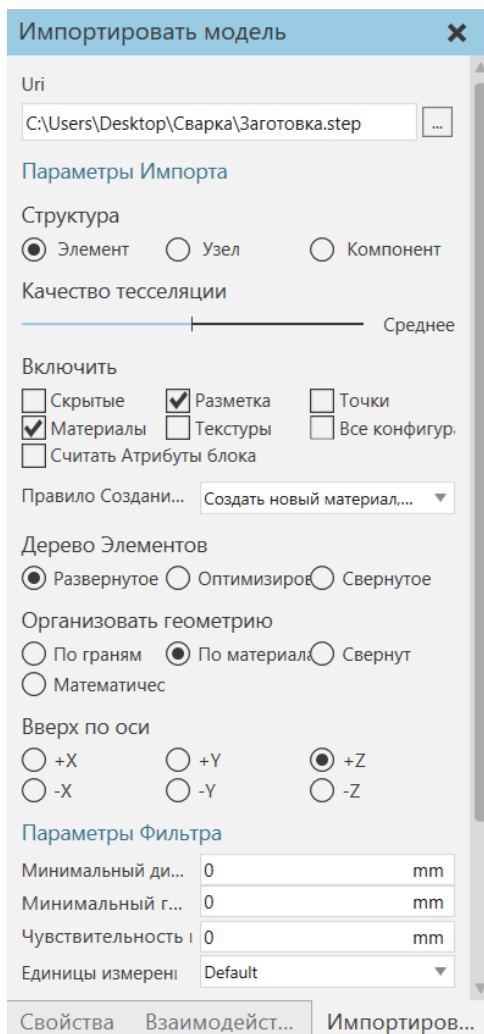 Импортировать модель
Uri
C:\Users\Desktop\Сварка\Заготовка.step ...
Параметры Импорта
Структура
Элемент Узел Компонент
Качество тесселяции
Среднее
Включить
Скрытые Разметка Точки
Материалы Текстуры Все конфигур
Считать Атрибуты блока
Правило Создани... Создать новый материал,...
Дерево Элементов
Развернутое Оптимизиров Свернутое
Организовать геометрию
По граням По материала Свернут
Математичес
Вверх по оси
+X +Y +Z
-X -Y -Z
Параметры Фильтра
Минимальный ди... 0 mm
Минимальный г... 0 mm
Чувствительность 0 mm
Единицы измерен Default
Свойства Взаимодейст... Импортиров...